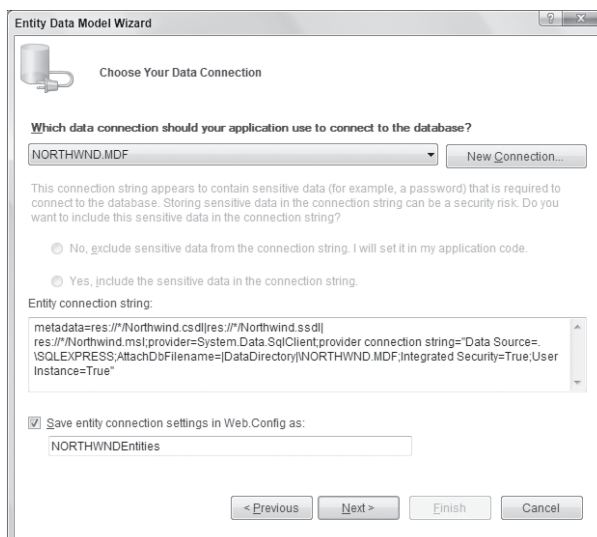 Entity Data Model Wizard
Choose Your Data Connection
Which data connection should your application use to connect to the database?
NORTHWND.MDF
New Connection...
This connection string appears to contain sensitive data (for example, a password) that is required to
connect to the database. Storing sensitive data in the connection string can be a security risk. Do you
want to include this sensitive data in the connection string?
No, exclude sensitive data from the connection string. I will set it in my application code.
Yes, include the sensitive data in the connection string.
Entity connection string:
metadata=res://*/Northwind.csdl|res://*/Northwind.ssdl|
res://*/Northwind.msl;provider=System.Data.SqlClient;provider connection string="Data Source=.
\SQLEXPRESS;AttachDbFilename=|DataDirectory|\NORTHWND.MDF;Integrated Security=True;User
Instance=True"
Save entity connection settings in Web.Config as:
NORTHWNDEntities
< Previous
Next >
Finish
Cancel